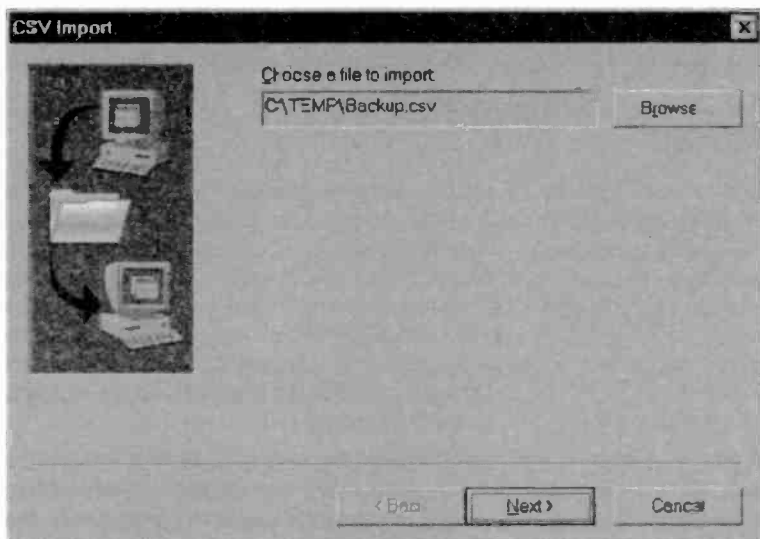 CSV Import
Choose a file to import
C:\TEMP\Backup.csv
Browse...
< Back
Next >
Cancel